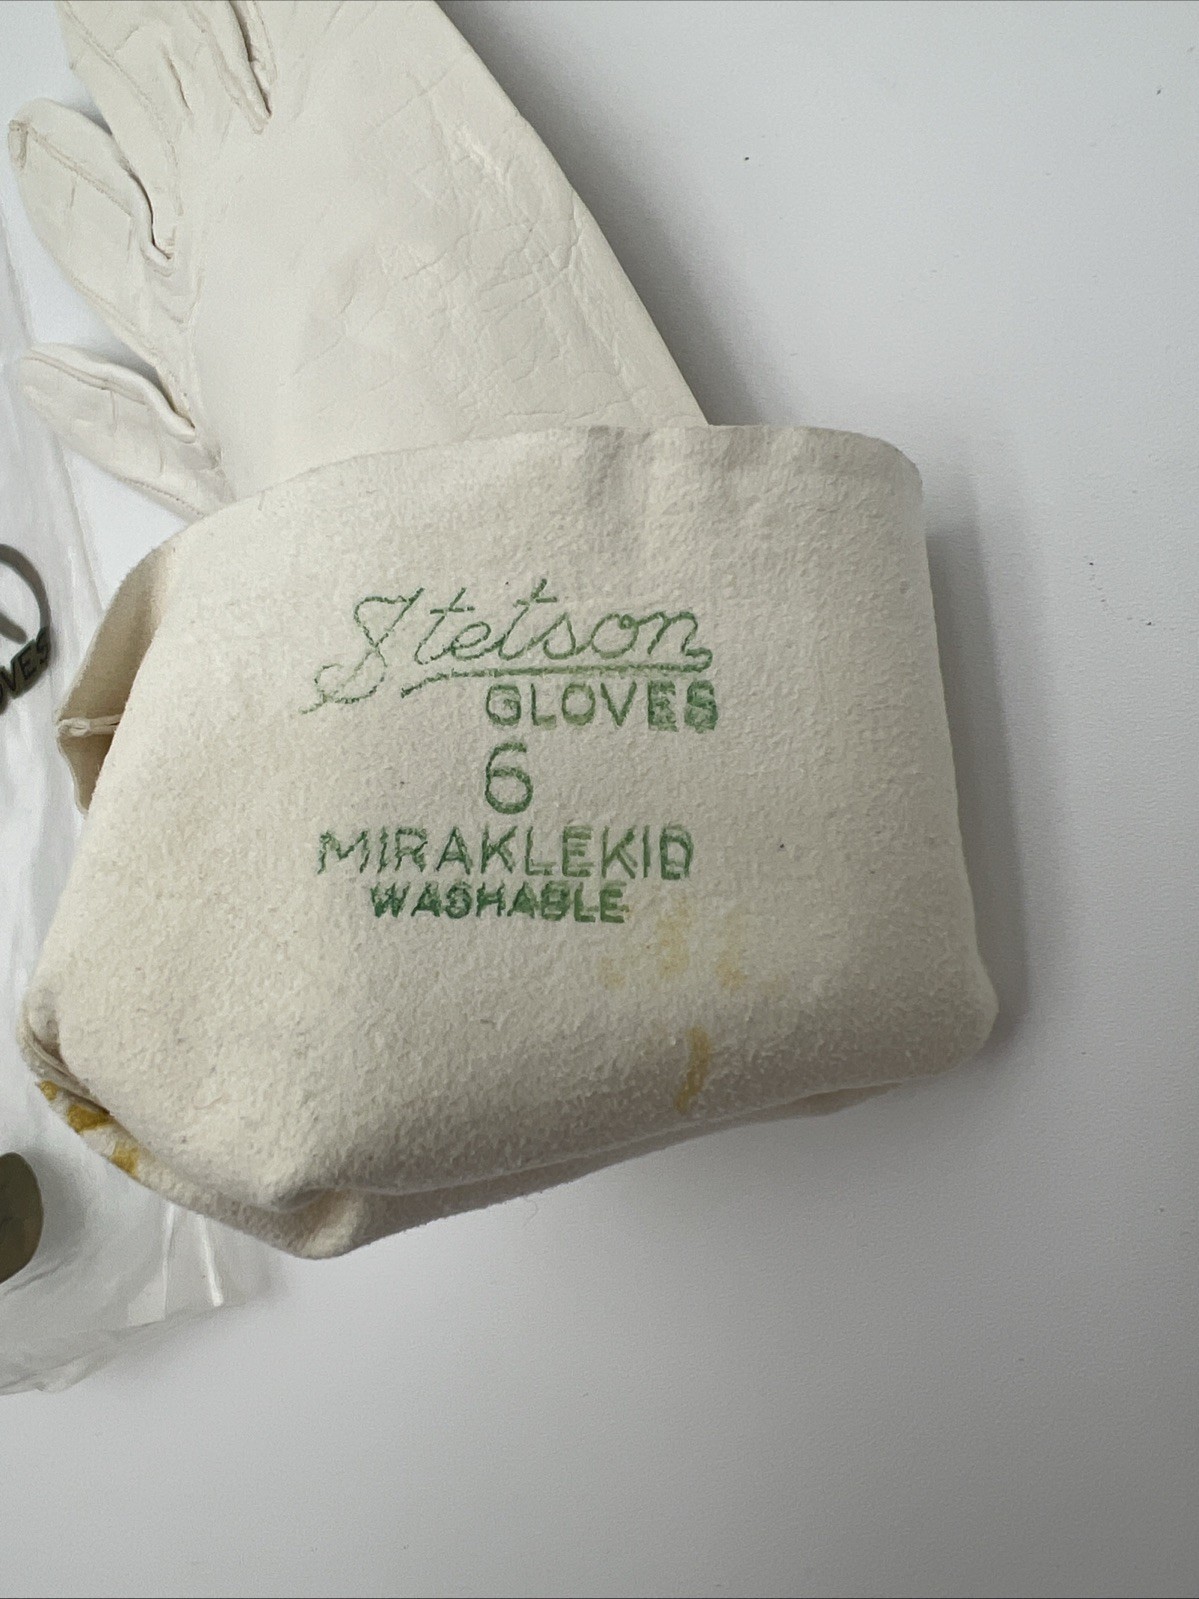 Stetson
GLOVES
6
MIRAKLEKID
WASHABLE